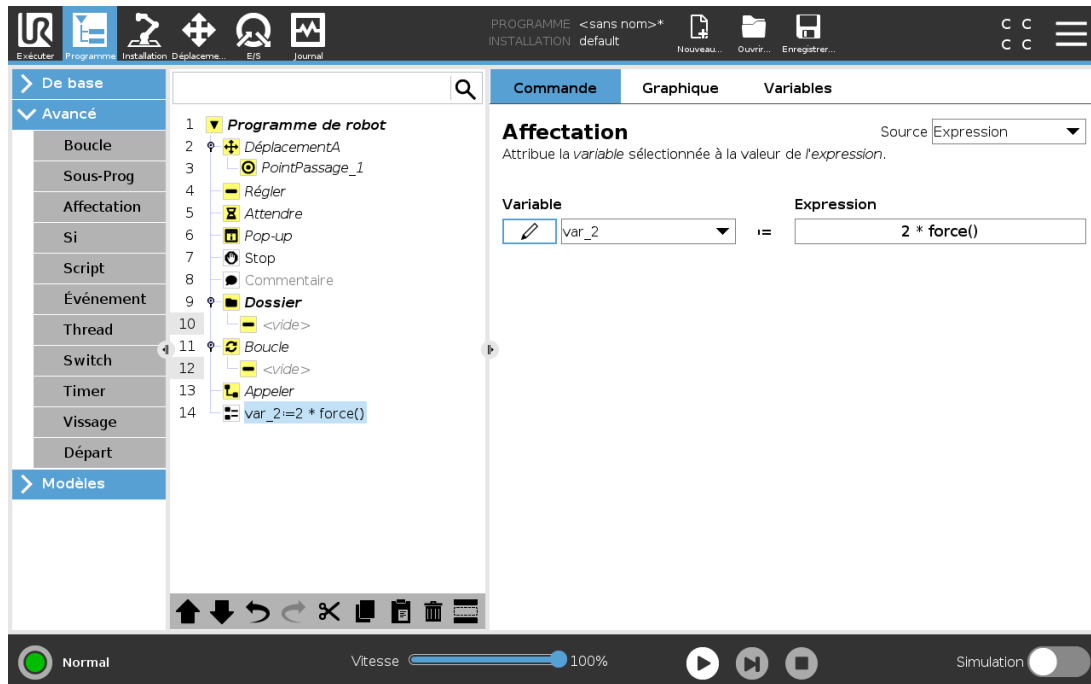 PROGRAMME <sans nom>*
INSTALLATION default
UR
Exécuter Programme Installation Déplaceme... E/S Journal
Nouveau... Ouvrir... Enregistrer...
C C
C C
De base
Avancé
Boucle
Sous-Prog
Affectation
Si
Script
Événement
Thread
Switch
Timer
Vissage
Départ
Modèles
1 Programme de robot
2 DéplacementA
3 PointPassage_1
4 Régler
5 Attendre
6 Pop-up
7 Stop
8 Commentaire
9 Dossier
10 <vide>
11 Boucle
12 <vide>
13 Appeler
14 var_2:=2 * force()
Commande Graphique Variables
Affectation
Source Expression
Attribue la variable sélectionnée à la valeur de l'expression.
Variable Expression
var_2 := 2 * force()
Normal
Vitesse 100%
Simulation